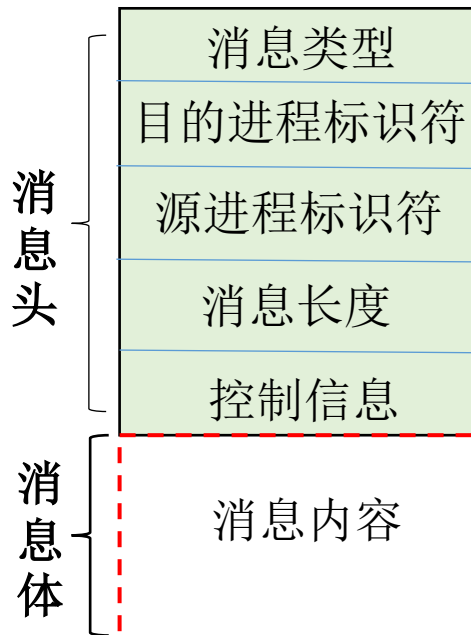 消息头
消息类型
目的进程标识符
源进程标识符
消息长度
控制信息
消息体
消息内容